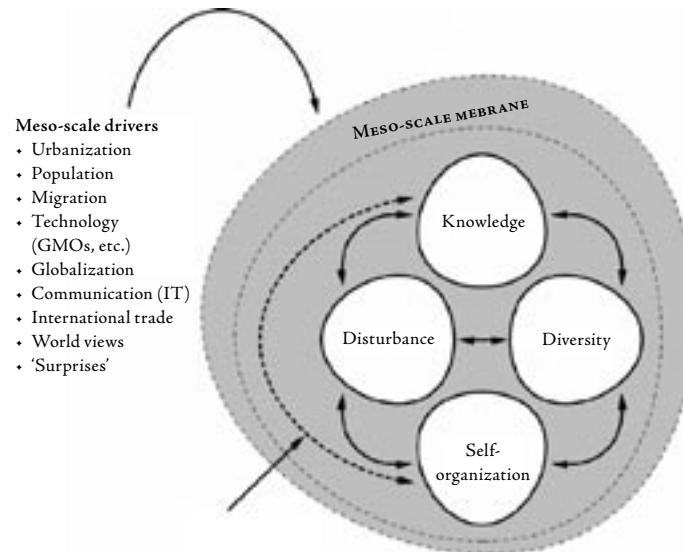 Meso-scale drivers
✦ Urbanization
✦ Population
✦ Migration
✦ Technology
(GMOs, etc.)
✦ Globalization
✦ Communication (IT)
✦ International trade
✦ World views
✦ ‘Surprises’
MESO-SCALE MEBRANE
Knowledge
Disturbance
Diversity
Self-
organization